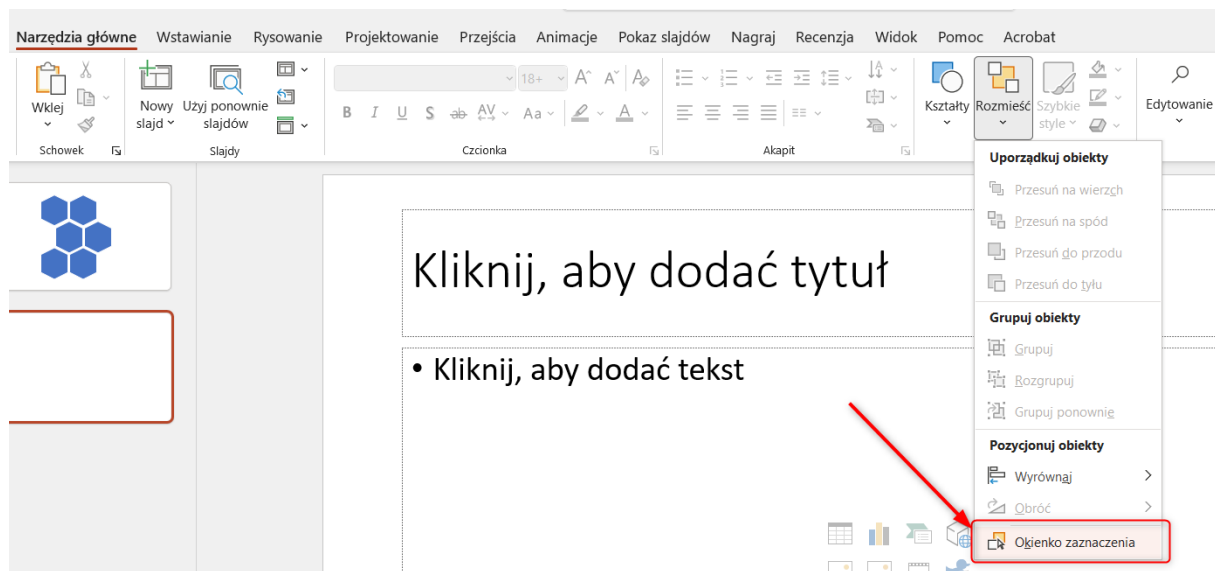 Narzędzia główne Wstawianie Rysowanie Projektowanie Przejścia Animacje Pokaz slajdów Nagraj Recenzja Widok Pomoc Acrobat
Wklej
Nowy slajd
Użyj ponownie slajdów
18+
A A A
B I U S ab AV Aa A
Kształty
Rozmieść
Szybkie style
Edytowanie
Schowek Slajdy Czcionka Akapit
Uporządkuj obiekty
Przesuń na wierzch
Przesuń na spód
Przesuń do przodu
Przesuń do tyłu
Grupuj obiekty
Grupuj
Rozgrupuj
Grupuj ponownie
Pozycjonuj obiekty
Wyrównaj
Obróć
Okienko zaznaczenia
Kliknij, aby dodać tytuł
• Kliknij, aby dodać tekst